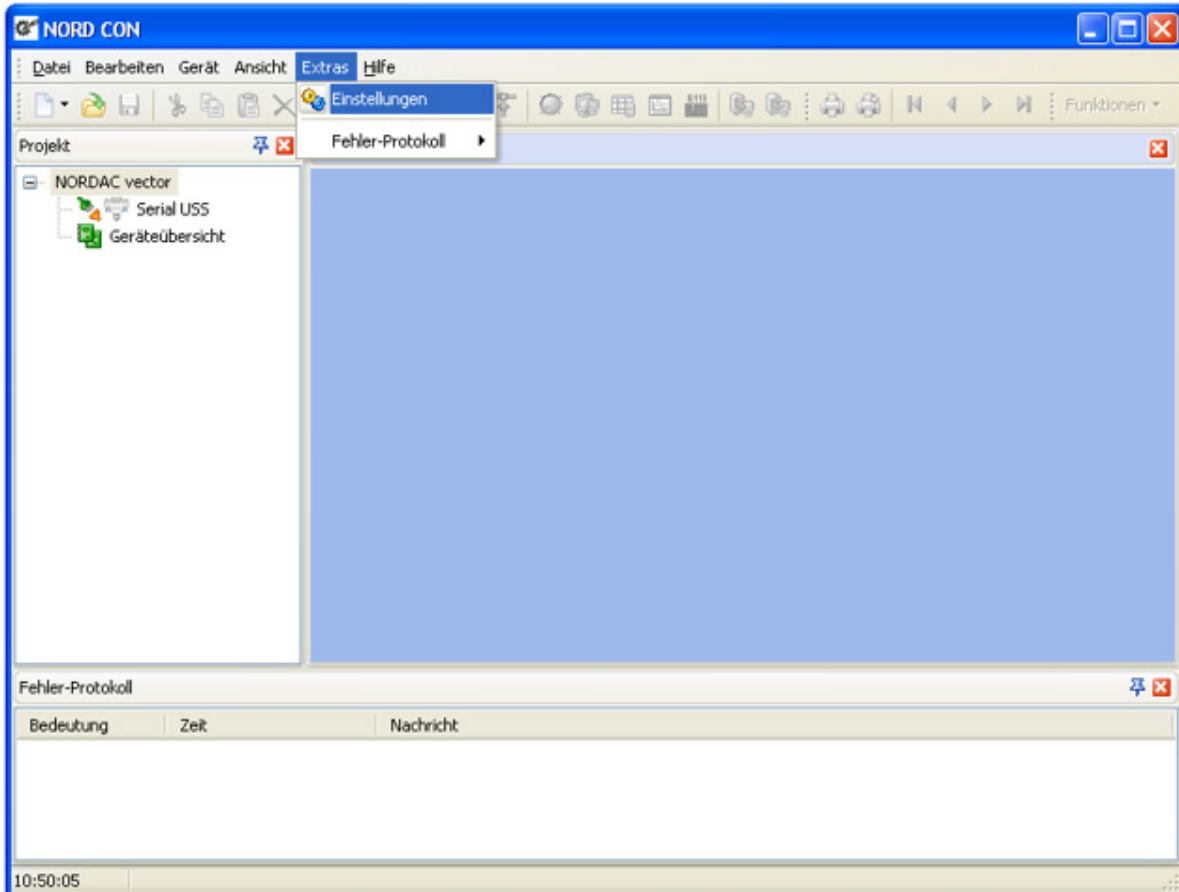 NORD CON
Datei Bearbeiten Gerät Ansicht Extras Hilfe
Einstellungen
Funktionen
Fehler-Protokoll
Projekt
NORDAC vector
Serial USS
Geräteübersicht
Fehler-Protokoll
Bedeutung Zeit Nachricht
10:50:05